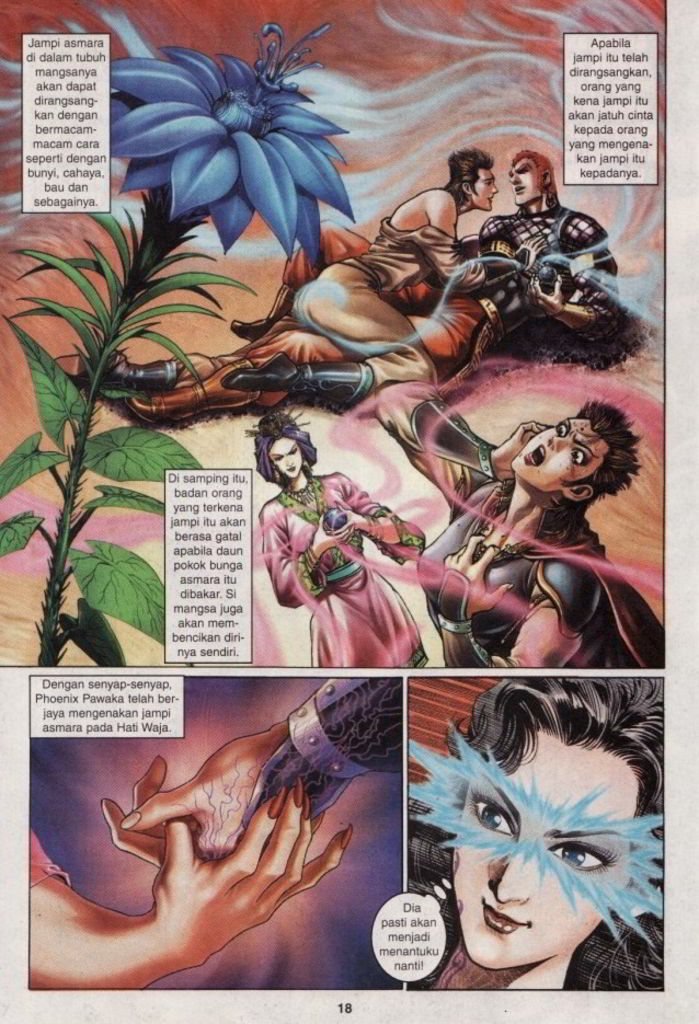 Jampi asmara
di dalam tubuh
mangsanya
akan dapat
dirangsang-
kan dengan
bermacam-
macam cara
seperti dengan
bunyi, cahaya,
bau dan
sebagainya.
Apabila
jampi itu telah
dirangsangkan,
orang yang
kena jampi itu
akan jatuh cinta
kepada orang
yang mengena-
kan jampi itu
kepadanya.
Di samping itu,
badan orang
yang terkena
jampi itu akan
berasa gatal
apabila daun
pokok bunga
asmara itu
dibakar. Si
mangsa juga
akan mem-
bencikan diri-
nya sendiri.
Dengan senyap-senyap,
Phoenix Pawaka telah ber-
jaya mengenakan jampi
asmara pada Hati Waja.
Dia
pasti akan
menjadi
menantuku
nanti!
18